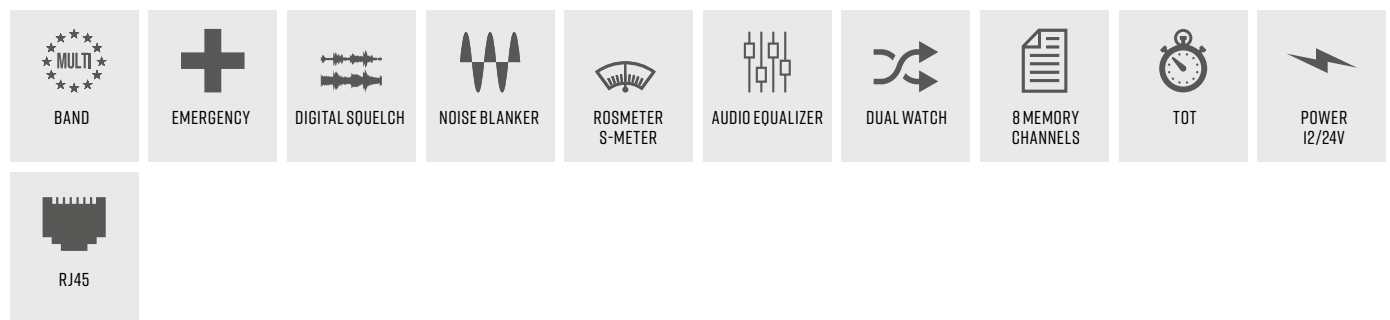 MULTI
BAND
EMERGENCY
DIGITAL SQUELCH
NOISE BLANKER
ROSMETER
S-METER
AUDIO EQUALIZER
DUAL WATCH
8 MEMORY
CHANNELS
TOT
POWER
12/24V
RJ45